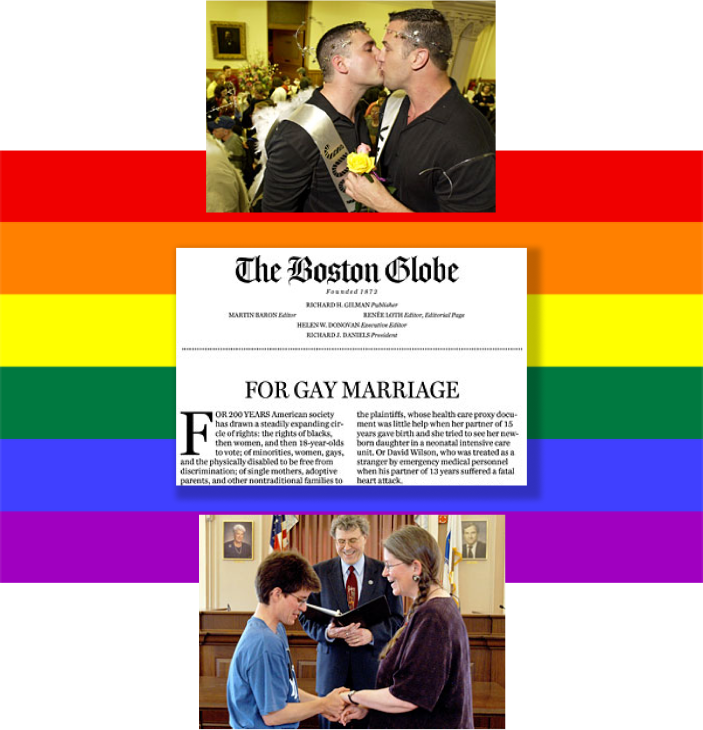 The Boston Globe
Founded 1872
RICHARD H. GILMAN Publisher
MARTIN BARON Editor RENÉE LOTH Editor, Editorial Page
HELEN W. DONOVAN Executive Editor
RICHARD J. DANIELS President
FOR GAY MARRIAGE
FOR 200 YEARS American society
has drawn a steadily expanding cir-
cle of rights: the rights of blacks,
then women, and then 18-year-olds
to vote; of minorities, women, gays,
and the physically disabled to be free from
discrimination; of single mothers, adoptive
parents, and other nontraditional families to
the plaintiffs, whose health care proxy docu-
ment was little help when her partner of 15
years gave birth and she tried to see her new-
born daughter in a neonatal intensive care
unit. Or David Wilson, who was treated as a
stranger by emergency medical personnel
when his partner of 13 years suffered a fatal
heart attack.